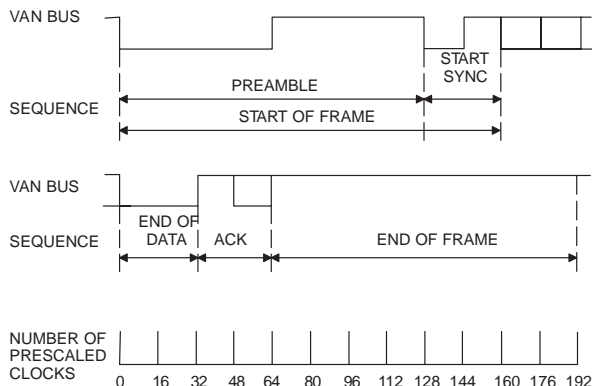 VAN BUS
START
SYNC
PREAMBLE
SEQUENCE
START OF FRAME
VAN BUS
END OF
DATA
ACK
END OF FRAME
SEQUENCE
NUMBER OF
PRESCALED
CLOCKS
0 16 32 48 64 80 96 112 128 144 160 176 192